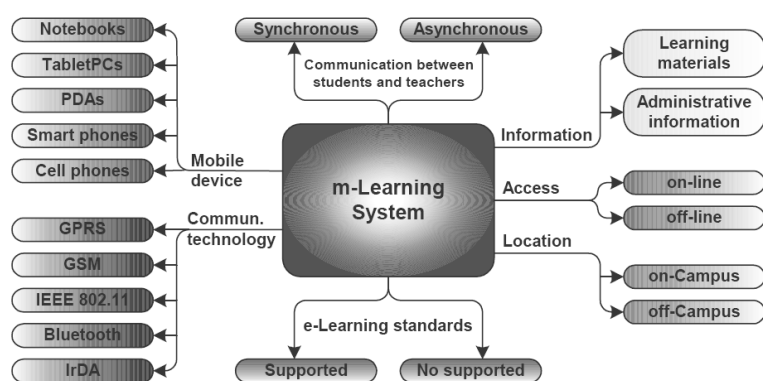 Notebooks
TabletPCs
PDAs
Smart phones
Cell phones
Mobile
device
Synchronous
Asynchronous
Communication between
students and teachers
Learning
materials
Administrative
information
Information
m-Learning
System
Access
on-line
off-line
Location
on-Campus
off-Campus
Commun.
technology
GPRS
GSM
IEEE 802.11
Bluetooth
IrDA
e-Learning standards
Supported
No supported